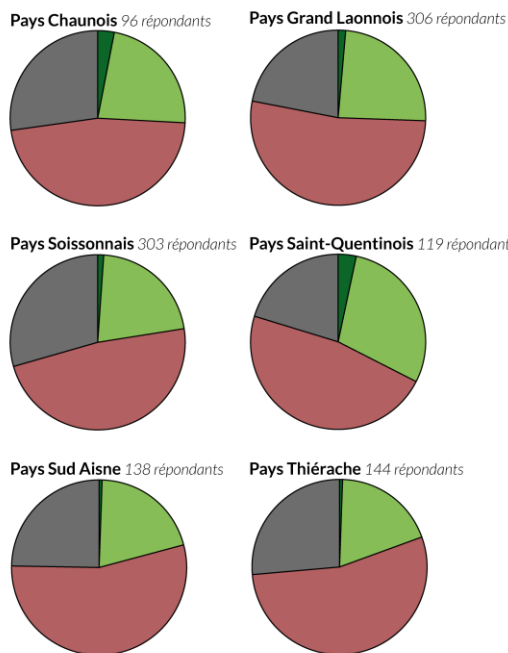 Pays Chaunois 96 répondants
Pays Grand Laonnois 306 répondants
Pays Soissonnais 303 répondants
Pays Saint-Quentinois 119 répondant
Pays Sud Aisne 138 répondants
Pays Thiérache 144 répondants